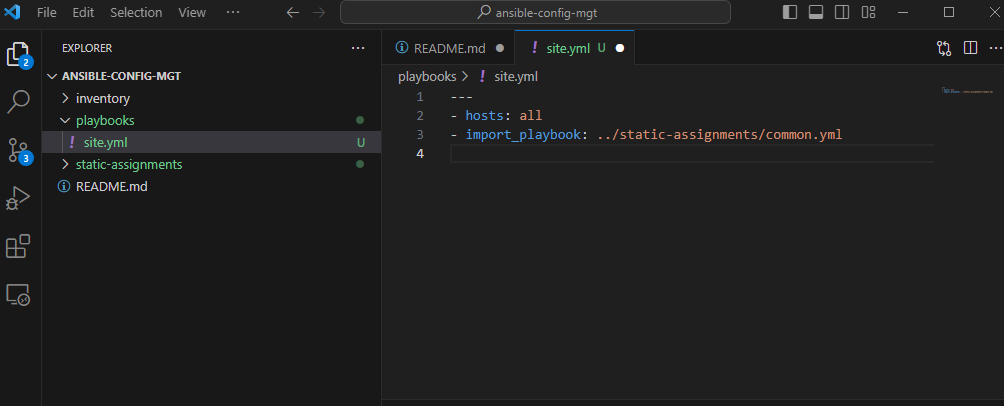 File Edit Selection View ··· ansible-config-mgt
EXPLORER ···
README.md
! site.yml U
ANSIBLE-CONFIG-MGT
inventory
playbooks
! site.yml U
static-assignments
README.md
2
3
playbooks > ! site.yml
1 ---
2 - hosts: all
3 - import_playbook: ../static-assignments/common.yml
4